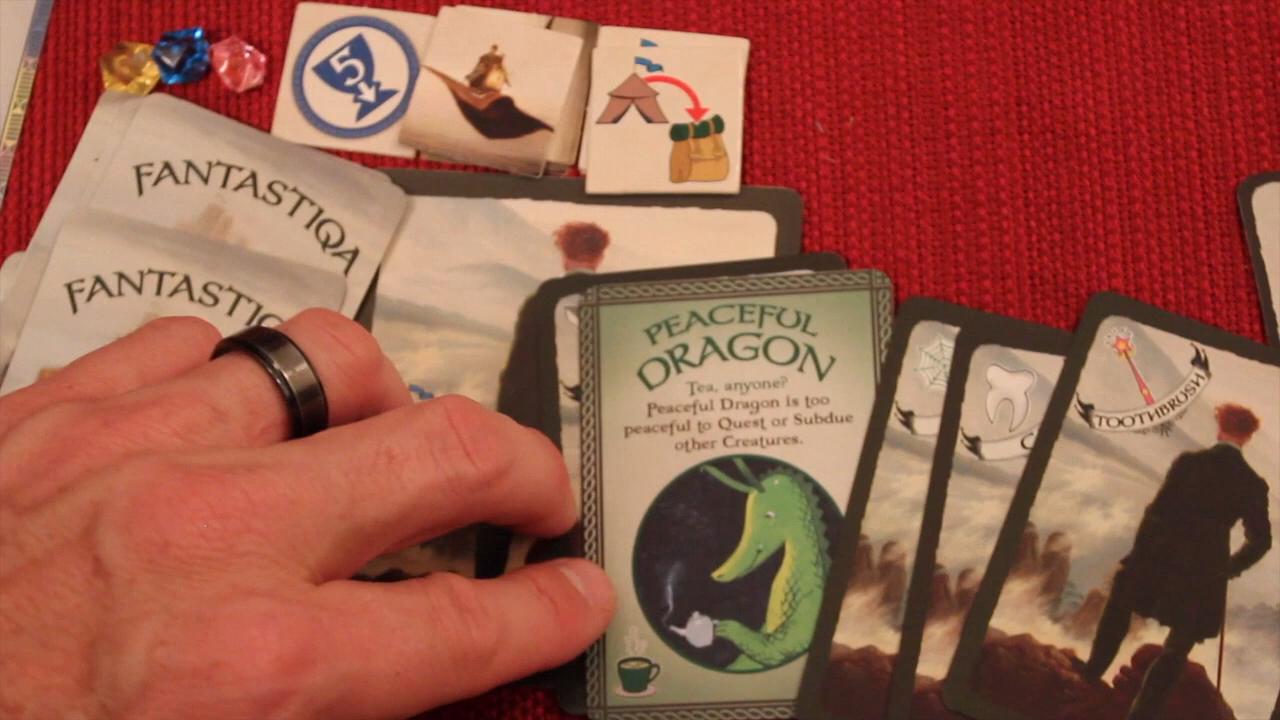 5
FANTASTIQA
FANTASTIQ
PEACEFUL
DRAGON
Tea, anyone?
Peaceful Dragon is too
peaceful to Quest or Subdue
other Creatures.
TOOTHBRUSH